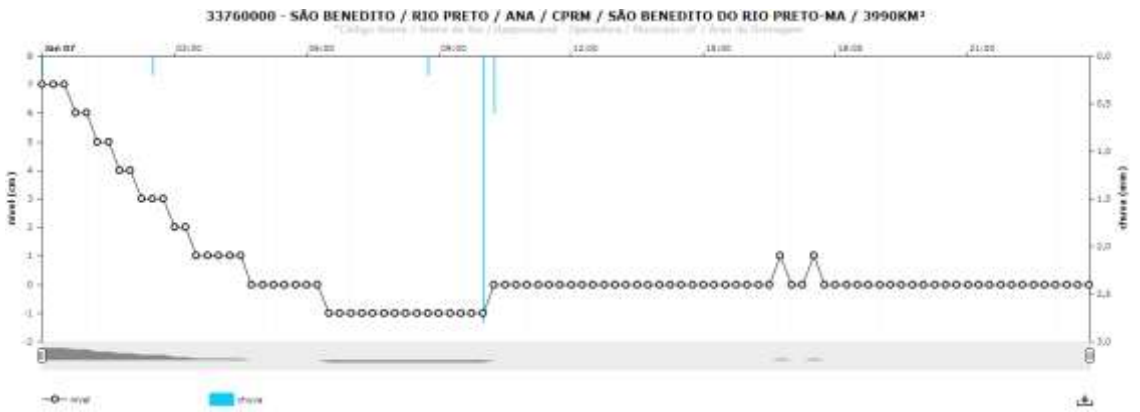 33760000 - SÃO BENEDITO / RIO PRETO / ANA / CPRM / SÃO BENEDITO DO RIO PRETO-MA / 3990KM²
Jan 07 03:00 06:00 09:00 12:00 15:00 18:00 21:00
8 0,0
7
6 0,5
5 1,0
4
3 1,5
2 2,0
1
0 2,5
-1
-2 3,0
nível (cm)
chuva (mm)
nível chuva